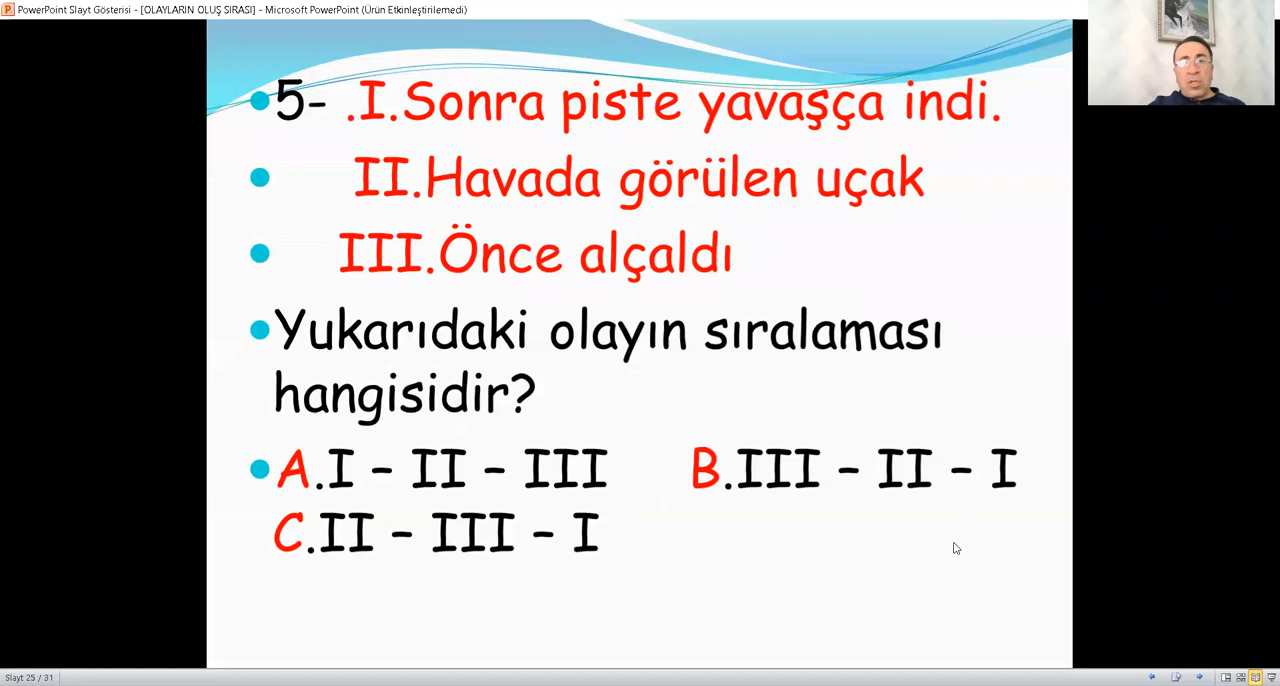 PowerPoint Slayt Gösterisi - [OLAYLARIN OLUŞ SIRASI] - Microsoft PowerPoint (Ürün Etkinleştirilemedi)
5- .I.Sonra piste yavaşça indi.
II.Havada görülen uçak
III.Önce alçaldı
Yukarıdaki olayın sıralaması
hangisidir?
A.I – II – III B.III – II – I
C.II – III – I
Slayt 25 / 31